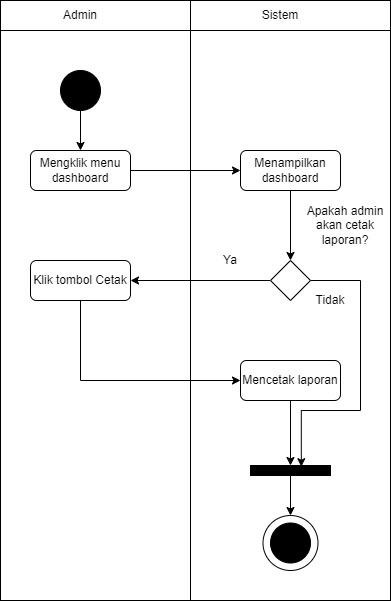 Admin
Sistem
Mengklik menu
dashboard
Menampilkan
dashboard
Apakah admin
akan cetak
laporan?
Ya
Klik tombol Cetak
Tidak
Mencetak laporan